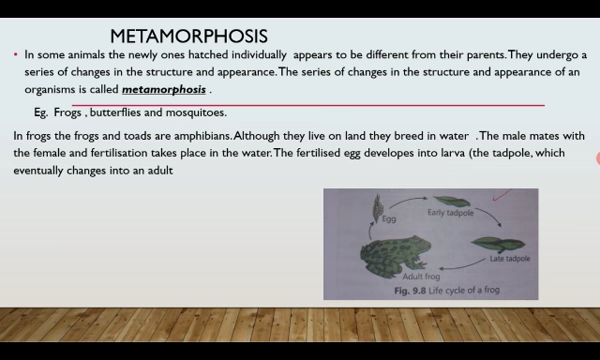 METAMORPHOSIS
• In some animals the newly ones hatched individually appears to be different from their parents.They undergo a
series of changes in the structure and appearance.The series of changes in the structure and appearance of an
organisms is called metamorphosis .
Eg. Frogs , butterflies and mosquitoes.
In frogs the frogs and toads are amphibians.Although they live on land they breed in water .The male mates with
the female and fertilisation takes place in the water.The fertilised egg developes into larva (the tadpole, which
eventually changes into an adult
Egg
Early tadpole
Late tadpole
Adult frog
Fig. 9.8 Life cycle of a frog